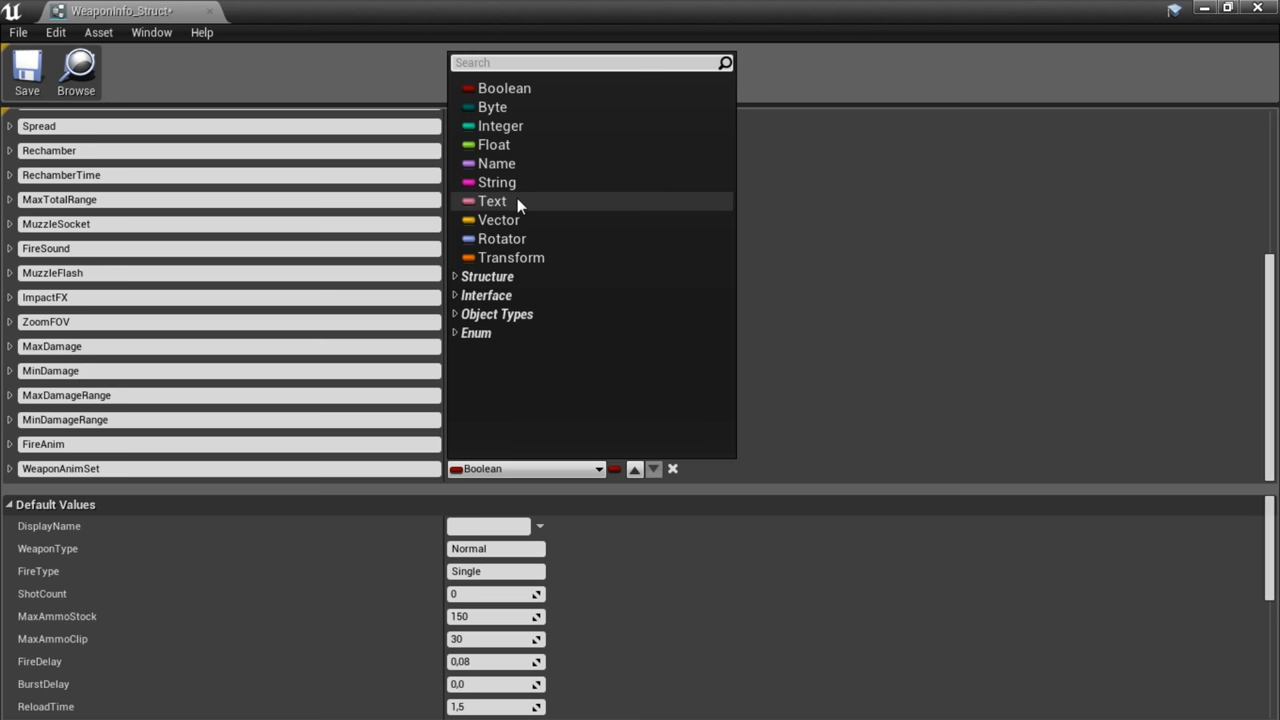 WeaponInfo_Struct*
File Edit Asset Window Help
Save Browse
Search
Boolean
Byte
Integer
Float
Name
String
Text
Vector
Rotator
Transform
Structure
Interface
Object Types
Enum
Spread
Rechamber
RechamberTime
MaxTotalRange
MuzzleSocket
FireSound
MuzzleFlash
ImpactFX
ZoomFOV
MaxDamage
MinDamage
MaxDamageRange
MinDamageRange
FireAnim
WeaponAnimSet Boolean
Default Values
DisplayName
WeaponType Normal
FireType Single
ShotCount 0
MaxAmmoStock 150
MaxAmmoClip 30
FireDelay 0,08
BurstDelay 0,0
ReloadTime 1,5